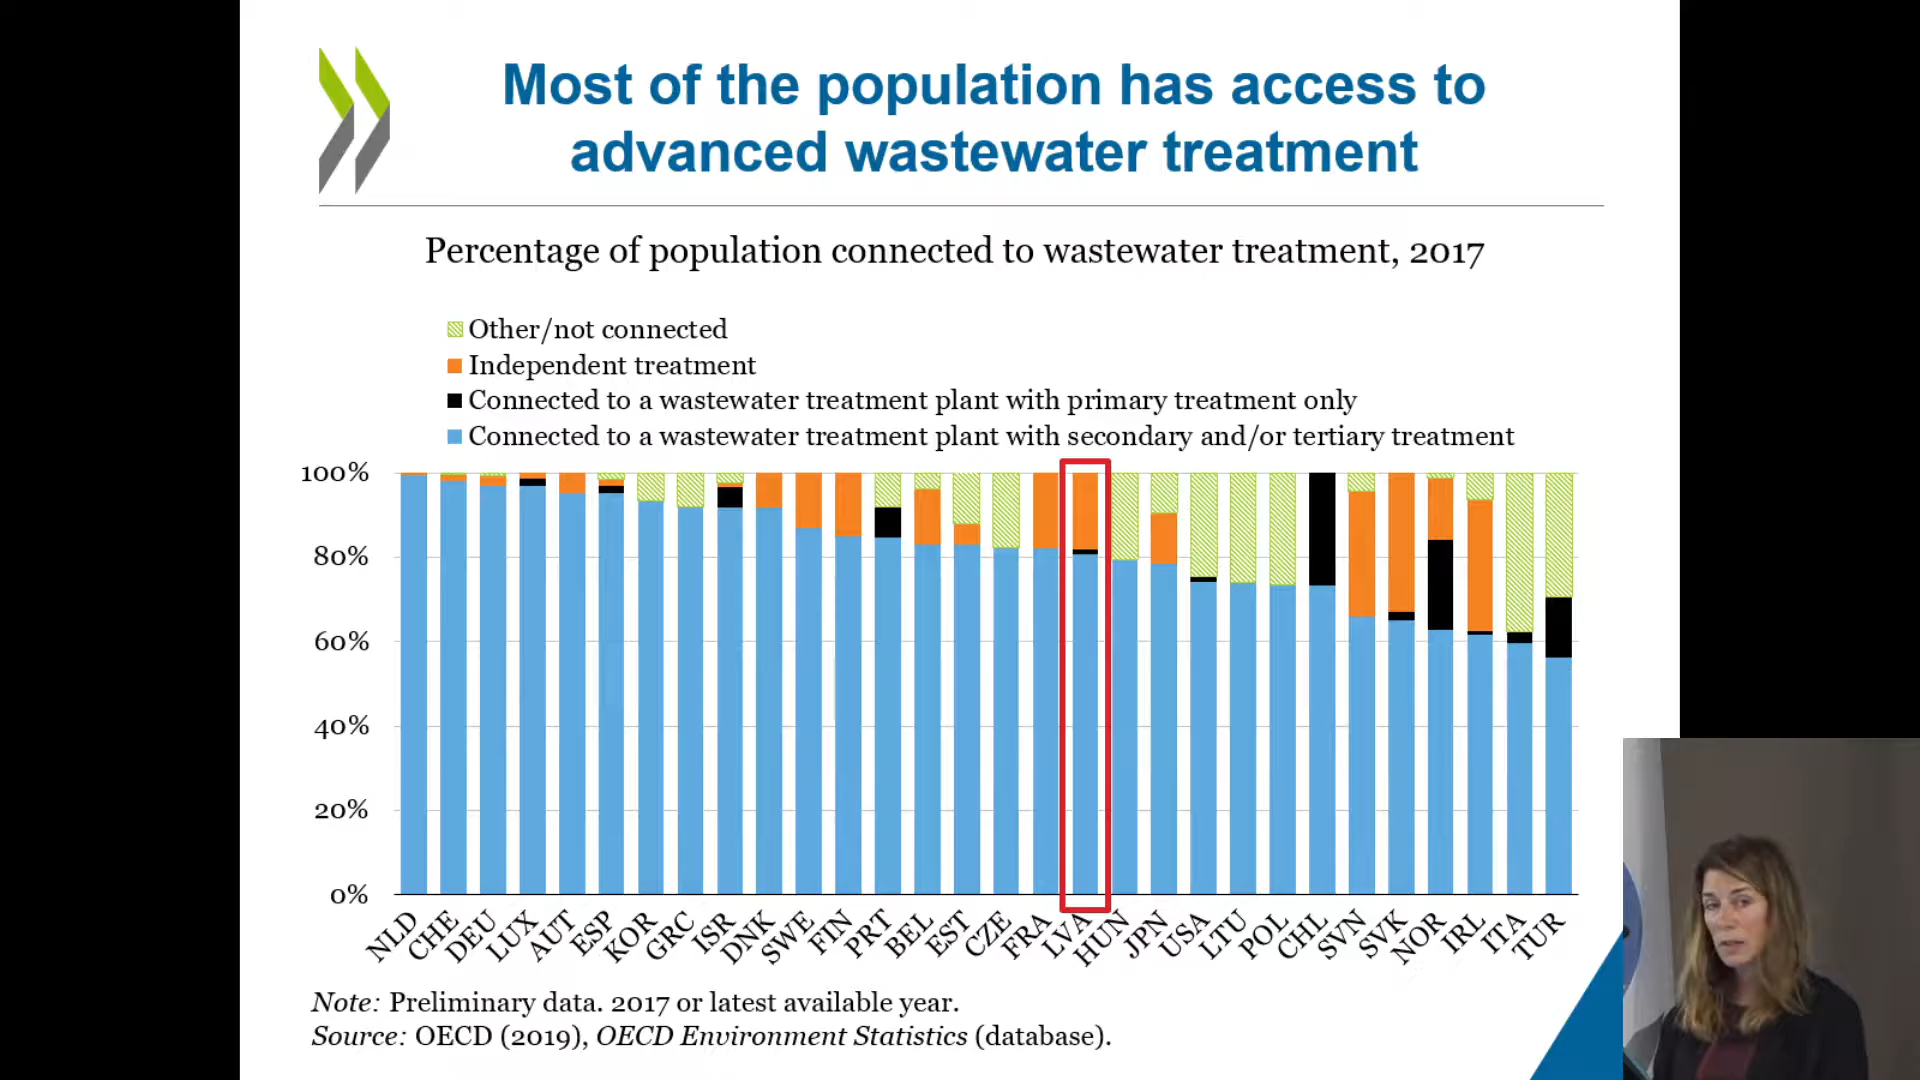 Most of the population has access to
advanced wastewater treatment
Percentage of population connected to wastewater treatment, 2017
Other/not connected
Independent treatment
Connected to a wastewater treatment plant with primary treatment only
Connected to a wastewater treatment plant with secondary and/or tertiary treatment
100%
80%
60%
40%
20%
0%
NLD CHE DEU LUX AUT ESP KOR GRC ISR DNK SWE FIN PRT BEL EST CZE FRA LVA HUN JPN USA LTU POL CHL SVN SVK NOR IRL ITA TUR
Note: Preliminary data. 2017 or latest available year.
Source: OECD (2019), OECD Environment Statistics (database).